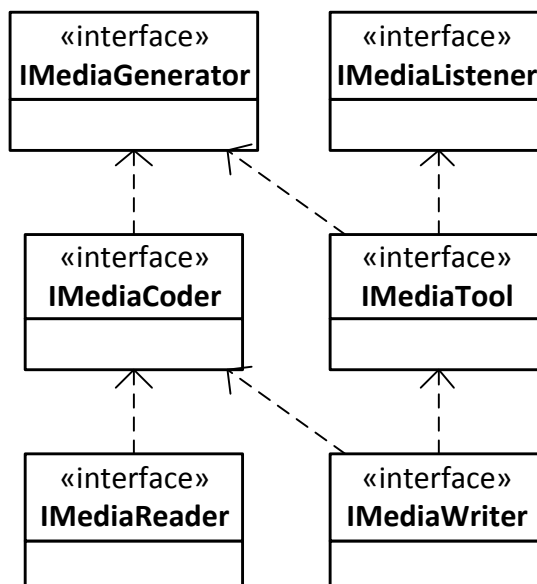 «interface»
IMediaGenerator
«interface»
IMediaListener
«interface»
IMediaCoder
«interface»
IMediaTool
«interface»
IMediaReader
«interface»
IMediaWriter